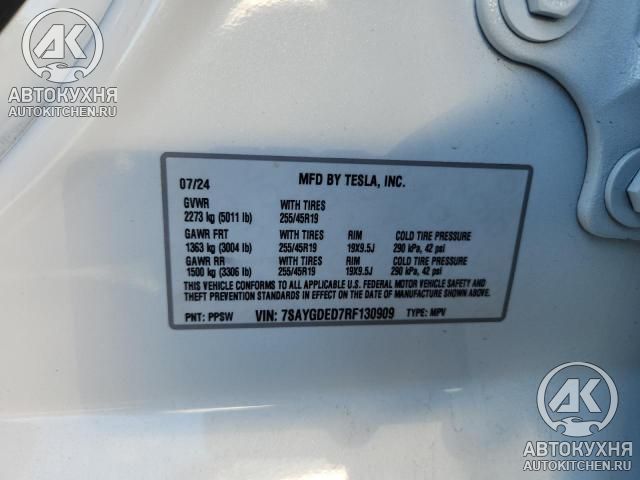 AK
АВТОКУХНЯ
AUTOKITCHEN.RU
07/24 MFD BY TESLA, INC.
GVWR WITH TIRES
2273 kg (5011 lb) 255/45R19
GAWR FRT WITH TIRES RIM COLD TIRE PRESSURE
1363 kg (3004 lb) 255/45R19 19X9.5J 290 kPa, 42 psi
GAWR RR WITH TIRES RIM COLD TIRE PRESSURE
1500 kg (3306 lb) 255/45R19 19X9.5J 290 kPa, 42 psi
THIS VEHICLE CONFORMS TO ALL APPLICABLE U.S. FEDERAL MOTOR VEHICLE SAFETY AND
THEFT PREVENTION STANDARDS IN EFFECT ON THE DATE OF MANUFACTURE SHOWN ABOVE.
PNT: PPSW VIN: 7SAYGDED7RF130909 TYPE: MPV
AK
АВТОКУХНЯ
AUTOKITCHEN.RU